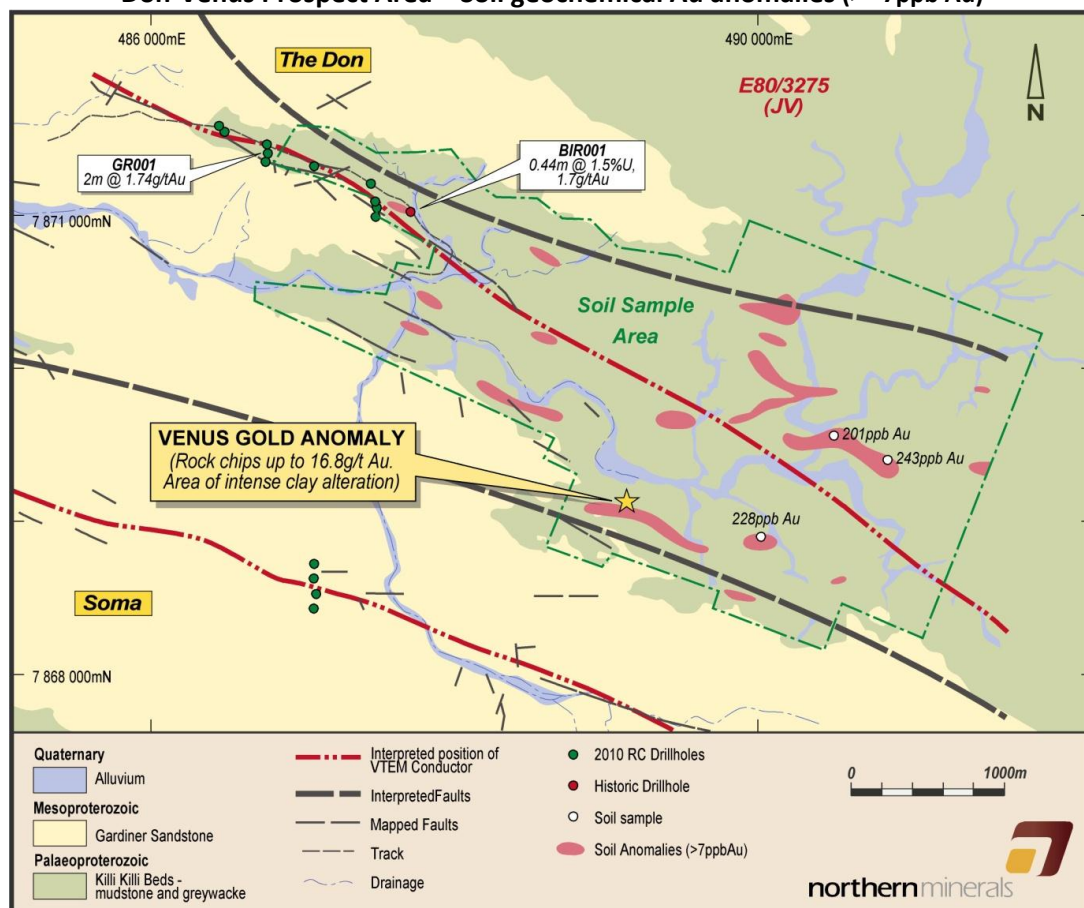 Don-Venus Prospect Area – Soil geochemical Au anomalies (> 7ppb Au)
486 000mE
490 000mE
The Don
E80/3275
(JV)
N
GR001
2m @ 1.74g/tAu
BIR001
0.44m @ 1.5%U,
1.7g/tAu
7 871 000mN
Soil Sample
Area
VENUS GOLD ANOMALY
(Rock chips up to 16.8g/t Au.
Area of intense clay alteration)
201ppb Au
243ppb Au
228ppb Au
Soma
7 868 000mN
Quaternary
Alluvium
Mesoproterozoic
Gardiner Sandstone
Palaeoproterozoic
Killi Killi Beds -
mudstone and greywacke
Interpreted position of
VTEM Conductor
InterpretedFaults
Mapped Faults
Track
Drainage
2010 RC Drillholes
Historic Drillhole
Soil sample
Soil Anomalies (>7ppbAu)
0 1000m
northernminerals